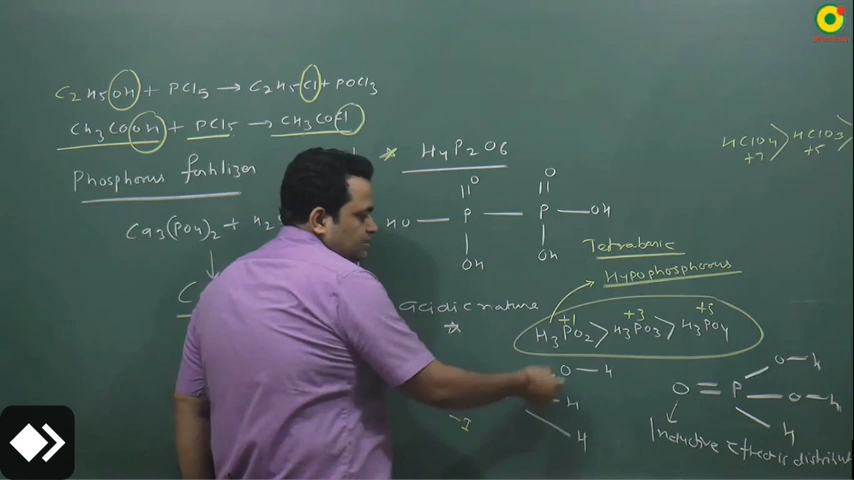 C2H5OH + PCl5 → C2H5Cl + POCl3
CH3COOH + PCl5 → CH3COCl
Phosphorus fertilizer
Ca3(PO4)2 + H2
C
* H4P2O6
O O
HO — P — P — OH
OH OH
Tetrabasic
Hypophosphorous
acidic nature
+1 +3 +5
H3PO2 > H3PO3 > H3PO4
O — H
H
H
-I
O = P
O — H
O — H
H
Inductive effect is distribut
HClO4 > HClO3 >
+7 +5